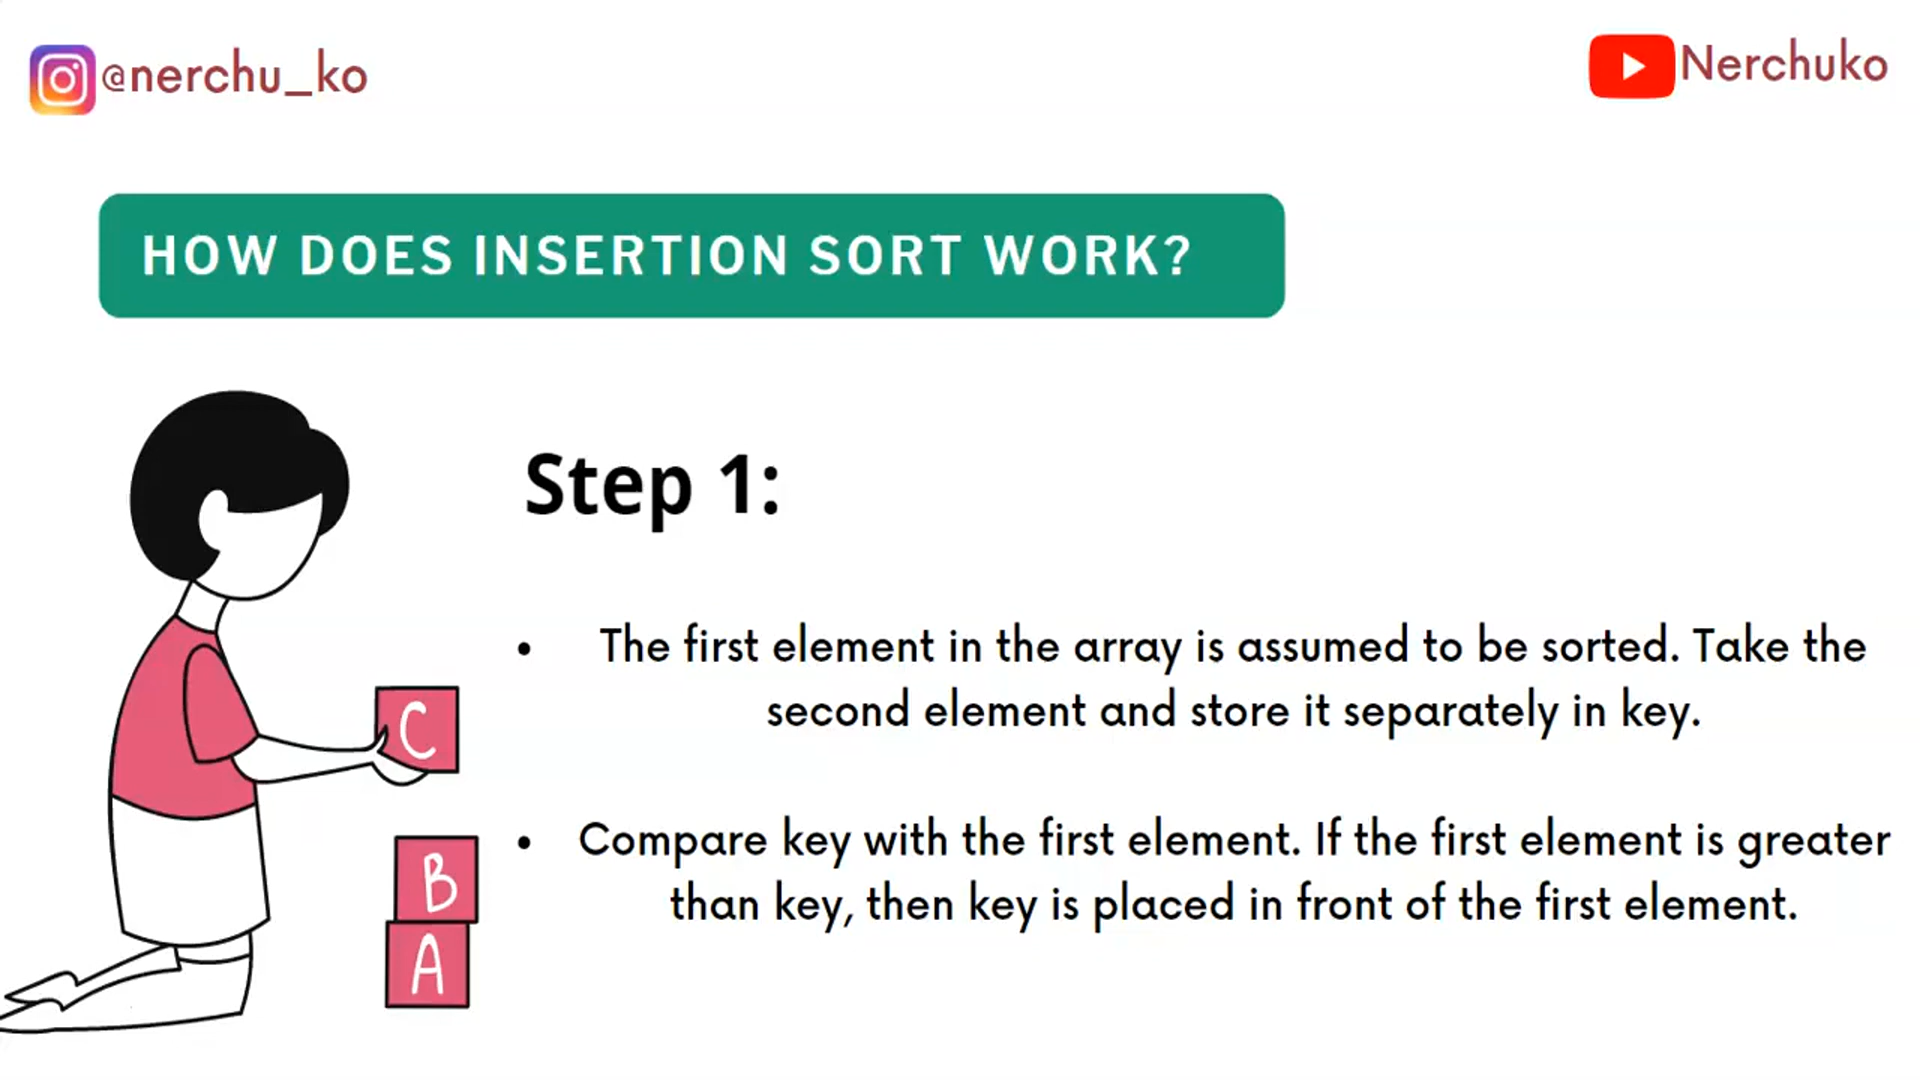 @nerchu_ko
Nerchuko
HOW DOES INSERTION SORT WORK?
Step 1:
• The first element in the array is assumed to be sorted. Take the
second element and store it separately in key.
• Compare key with the first element. If the first element is greater
than key, then key is placed in front of the first element.
C
B
A